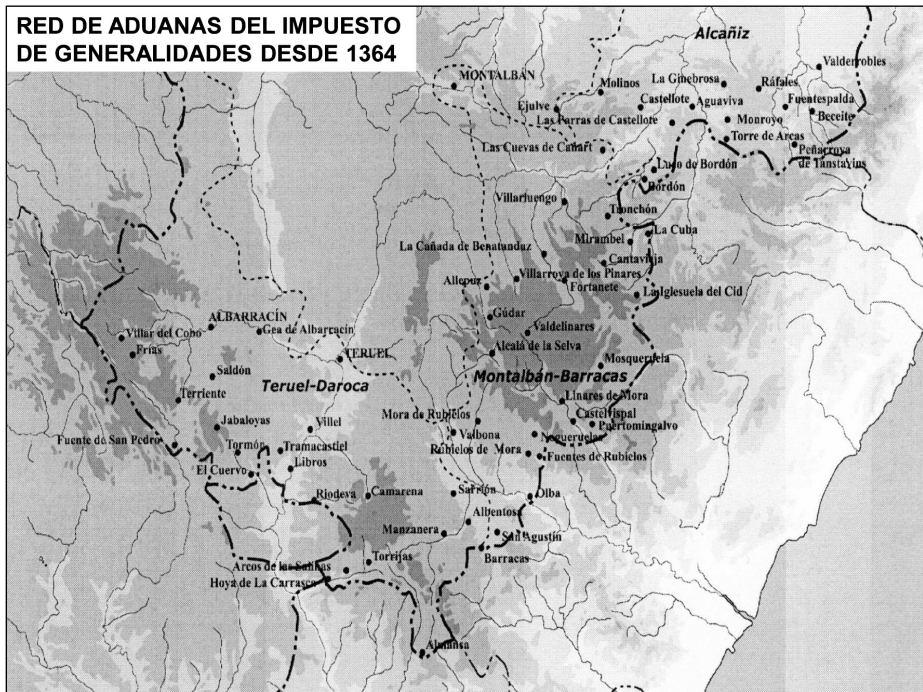 RED DE ADUANAS DEL IMPUESTO
DE GENERALIDADES DESDE 1364
Alcañiz
Valderrobles
MONTALBÁN
Molinos
La Ginebrosa
Ráfales
Ejulve
Castellote
Aguaviva
Fuentespalda
Las Parras de Castellote
Monroyo
Beceite
Torre de Arcas
Las Cuevas de Cañart
Peñarroya
de Tanstavins
Luco de Bordón
Bordón
Villarluengo
Tronchón
La Cuba
Mirambel
La Cañada de Benatanduz
Cantavieja
Villarroya de los Pinares
Allepuz
Fortanete
La Iglesuela del Cid
Gúdar
ALBARRACÍN
Gea de Albarracín
Valdelinares
Villar del Cobo
Frías
TERUEL
Alcalá de la Selva
Mosqueruela
Saldón
Teruel-Daroca
Montalbán-Barracas
Terriente
Linares de Mora
Mora de Rubielos
Castelvispal
Jabaloyas
Villel
Puertomingalvo
Valbona
Nogueruelas
Fuente de San Pedro
Tormón
Tramacastiel
Rubielos de Mora
Fuentes de Rubielos
El Cuervo
Libros
Riodeva
Camarena
Sarrión
Olba
Albentosa
Manzanera
San Agustín
Barracas
Arcos de las Salinas
Torrijas
Hoya de La Carrasca
Almansa